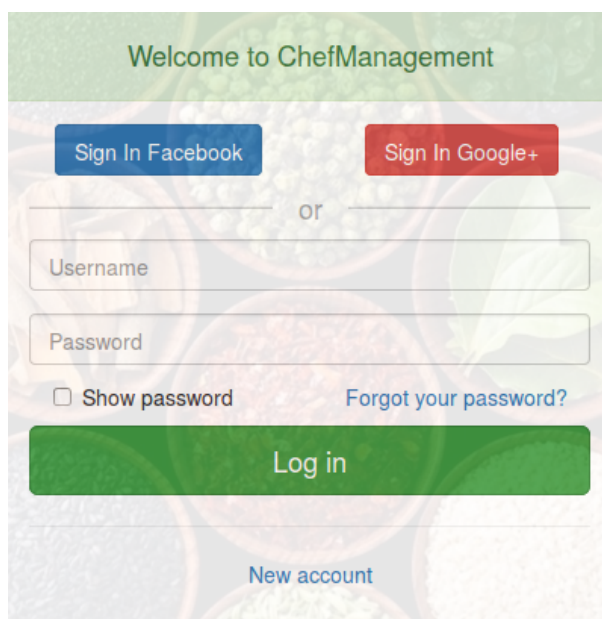 Welcome to ChefManagement
Sign In Facebook Sign In Google+
or
Username
Password
Show password Forgot your password?
Log in
New account